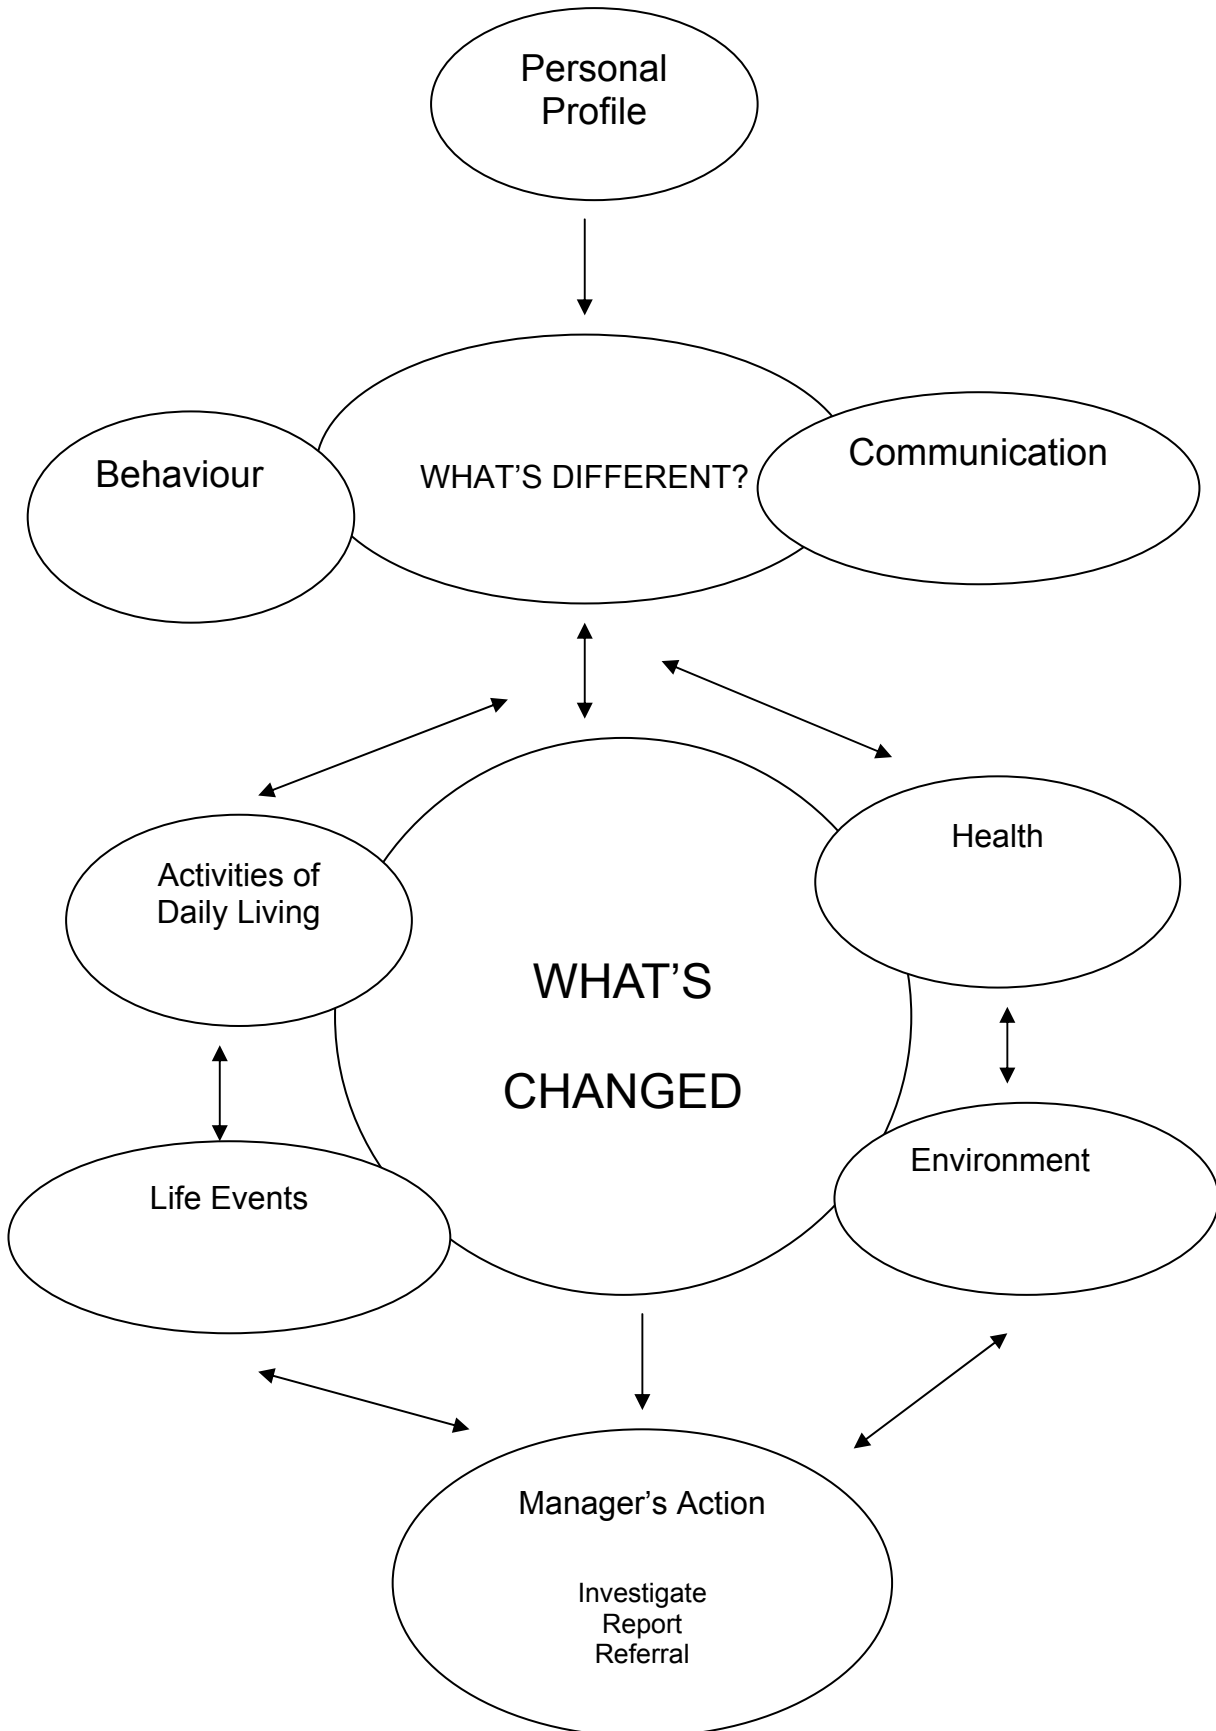 Personal
Profile
Behaviour
WHAT’S DIFFERENT?
Communication
Activities of
Daily Living
Health
WHAT’S
CHANGED
Life Events
Environment
Manager’s Action
Investigate
Report
Referral